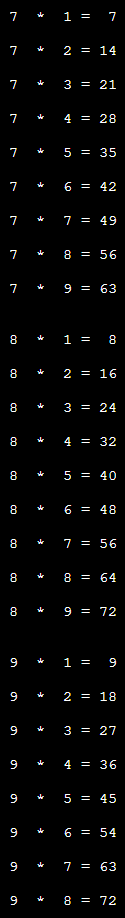 7  *  1 =  7
7  *  2 = 14
7  *  3 = 21
7  *  4 = 28
7  *  5 = 35
7  *  6 = 42
7  *  7 = 49
7  *  8 = 56
7  *  9 = 63
8  *  1 =  8
8  *  2 = 16
8  *  3 = 24
8  *  4 = 32
8  *  5 = 40
8  *  6 = 48
8  *  7 = 56
8  *  8 = 64
8  *  9 = 72
9  *  1 =  9
9  *  2 = 18
9  *  3 = 27
9  *  4 = 36
9  *  5 = 45
9  *  6 = 54
9  *  7 = 63
9  *  8 = 72